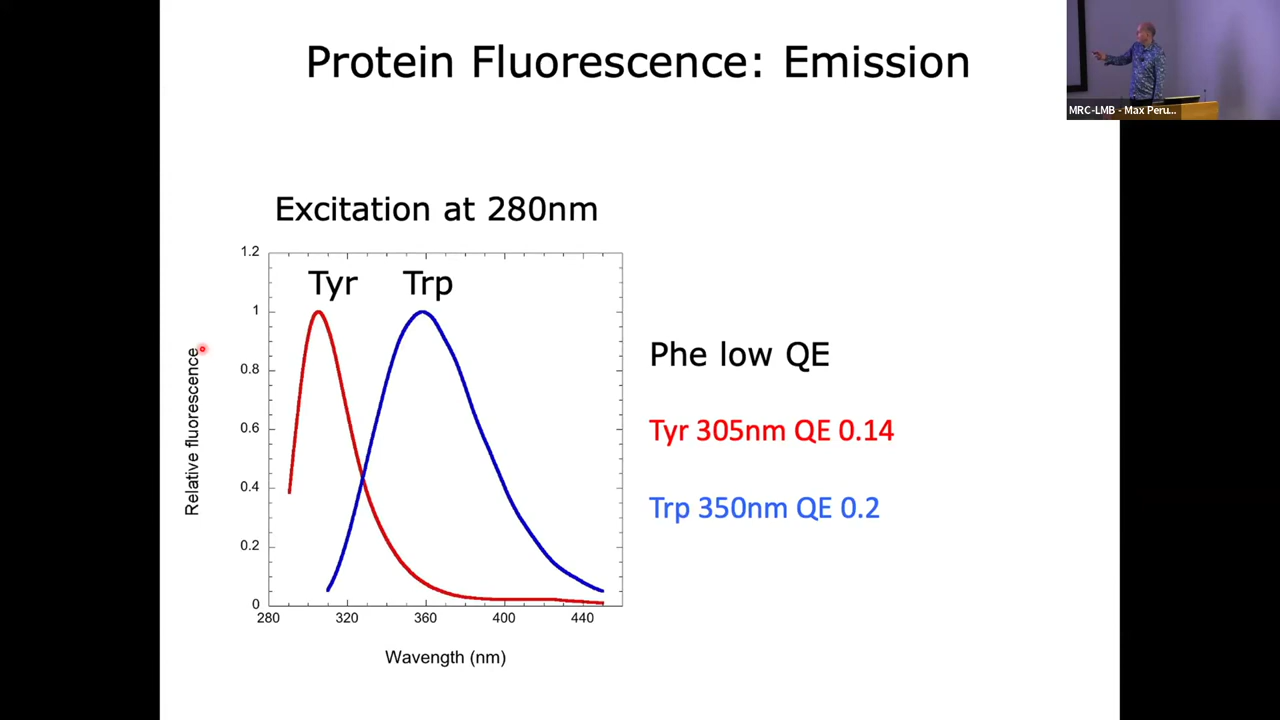 Protein Fluorescence: Emission
MRC-LMB - Max Peru...
Excitation at 280nm
1.2
1
0.8
0.6
0.4
0.2
0
Tyr
Trp
Relative fluorescence
280
320
360
400
440
Wavength (nm)
Phe low QE
Tyr 305nm QE 0.14
Trp 350nm QE 0.2